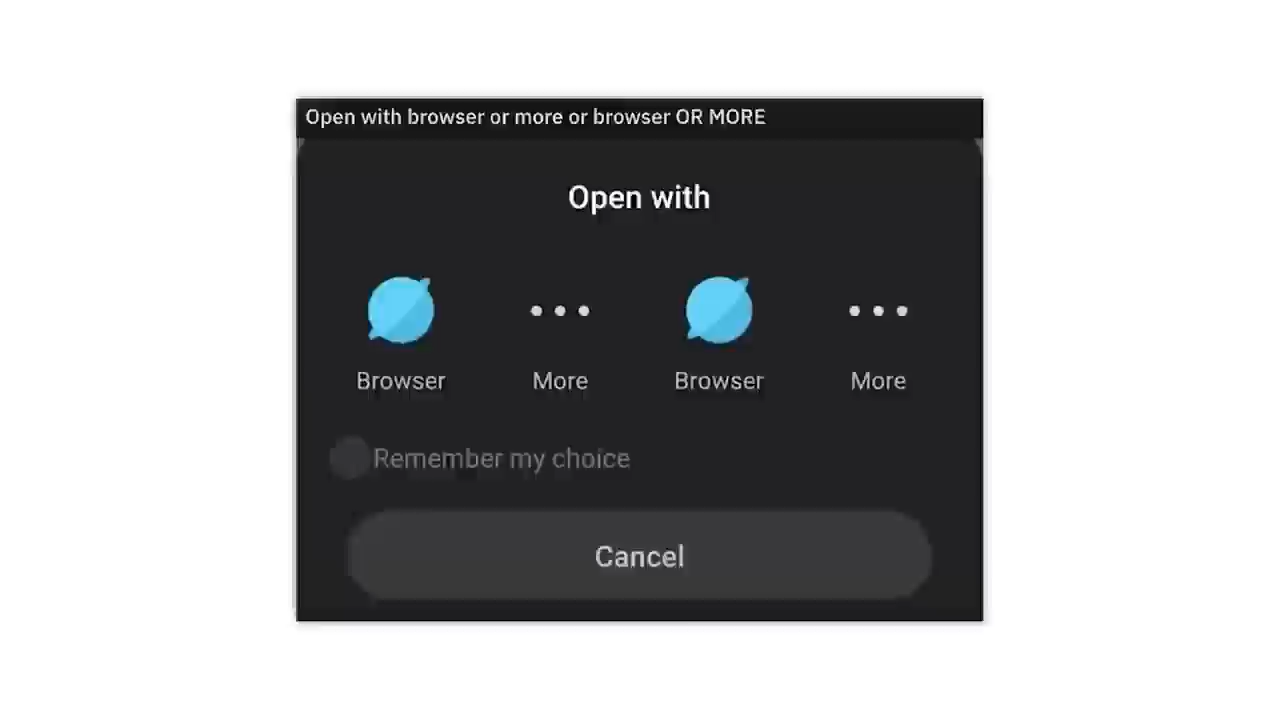 Open with browser or more or browser OR MORE
Open with
Browser More Browser More
Remember my choice
Cancel